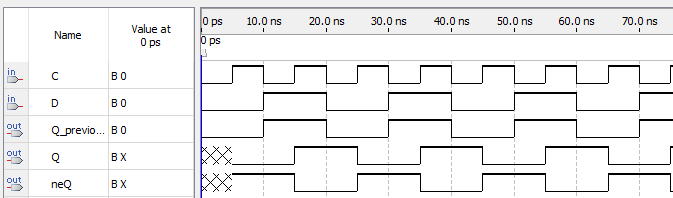 Name
Value at
0 ps
0 ps 10.0 ns 20.0 ns 30.0 ns 40.0 ns 50.0 ns 60.0 ns 70.0 ns
0 ps
in C B 0
in D B 0
out Q_previo... B 0
out Q B X
out neQ B X